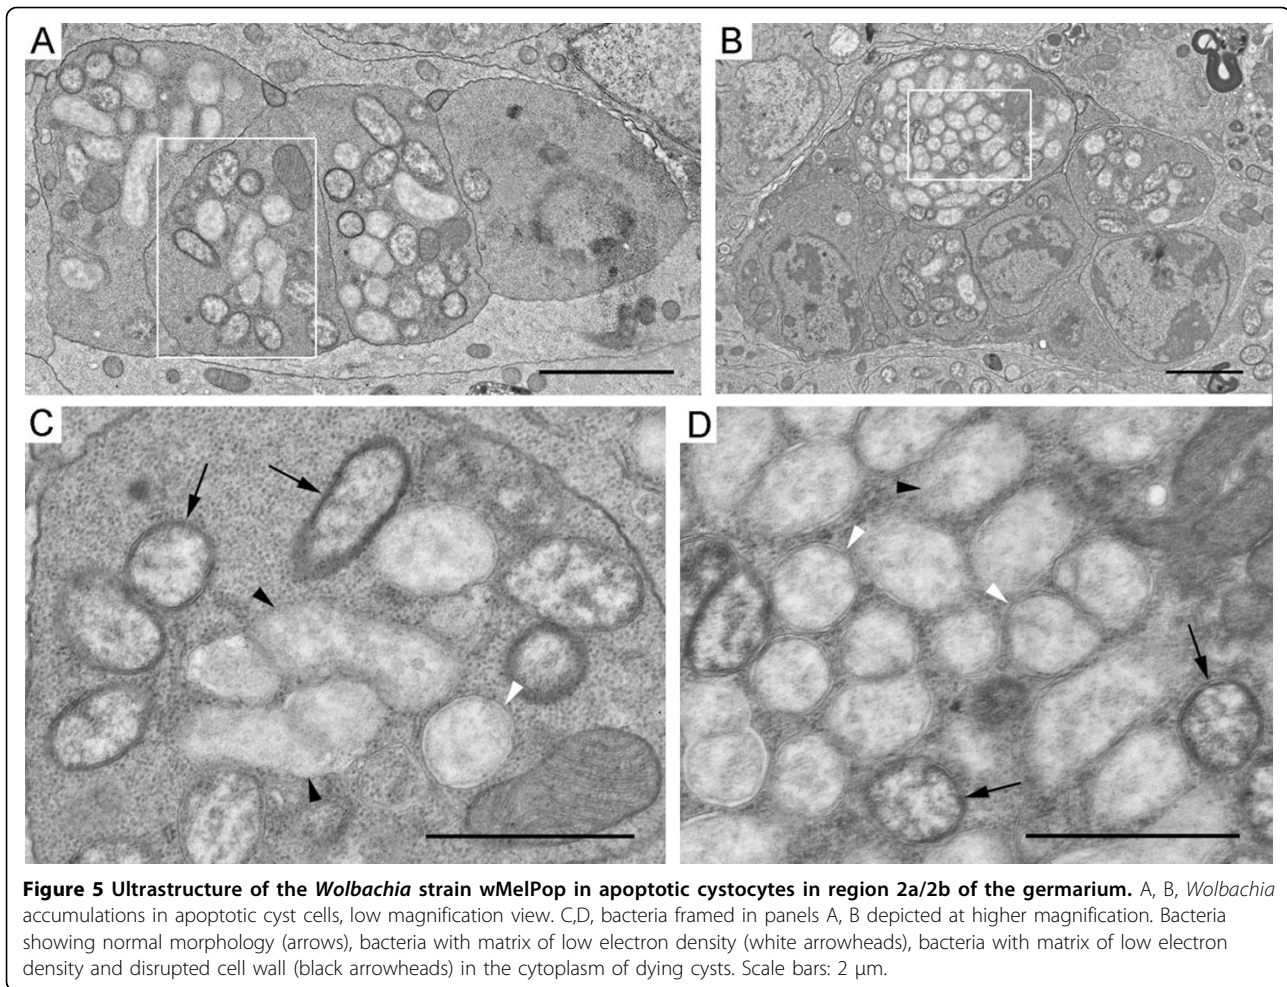 A
B
C
D
Figure 5 Ultrastructure of the Wolbachia strain wMelPop in apoptotic cystocytes in region 2a/2b of the germarium. A, B, Wolbachia
accumulations in apoptotic cyst cells, low magnification view. C,D, bacteria framed in panels A, B depicted at higher magnification. Bacteria
showing normal morphology (arrows), bacteria with matrix of low electron density (white arrowheads), bacteria with matrix of low electron
density and disrupted cell wall (black arrowheads) in the cytoplasm of dying cysts. Scale bars: 2 μm.